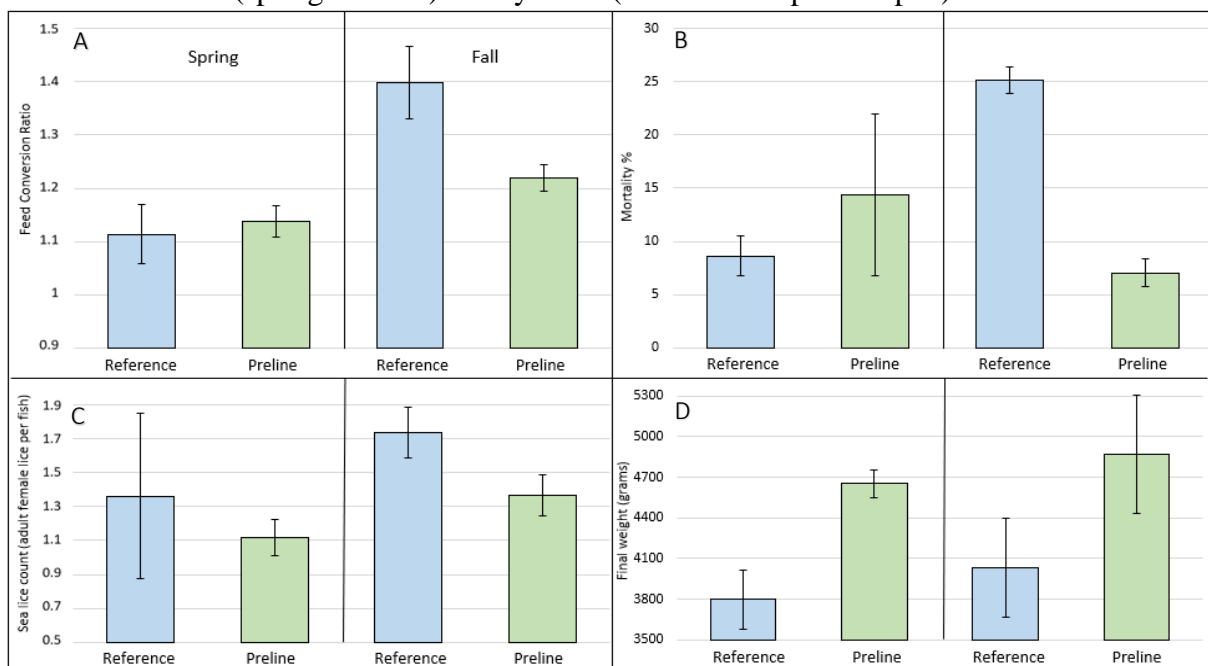 A
Spring
Fall
Feed Conversion Ratio
1.5
1.4
1.3
1.2
1.1
1
0.9
Reference
Preline
Reference
Preline
B
Mortality %
30
25
20
15
10
5
0
Reference
Preline
Reference
Preline
C
Sea lice count (adult female lice per fish)
1.9
1.7
1.5
1.3
1.1
0.9
0.7
0.5
Reference
Preline
Reference
Preline
D
Final weight (grams)
5300
5000
4700
4400
4100
3800
3500
Reference
Preline
Reference
Preline